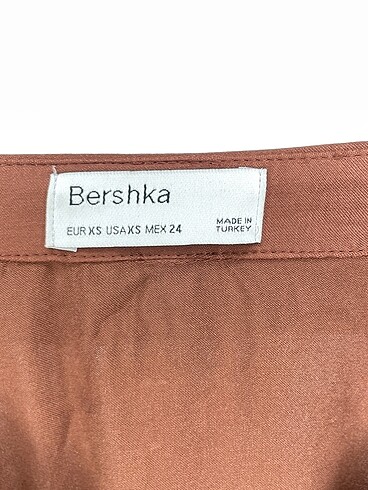 Bershka
EUR XS USA XS MEX 24
MADE IN
TURKEY